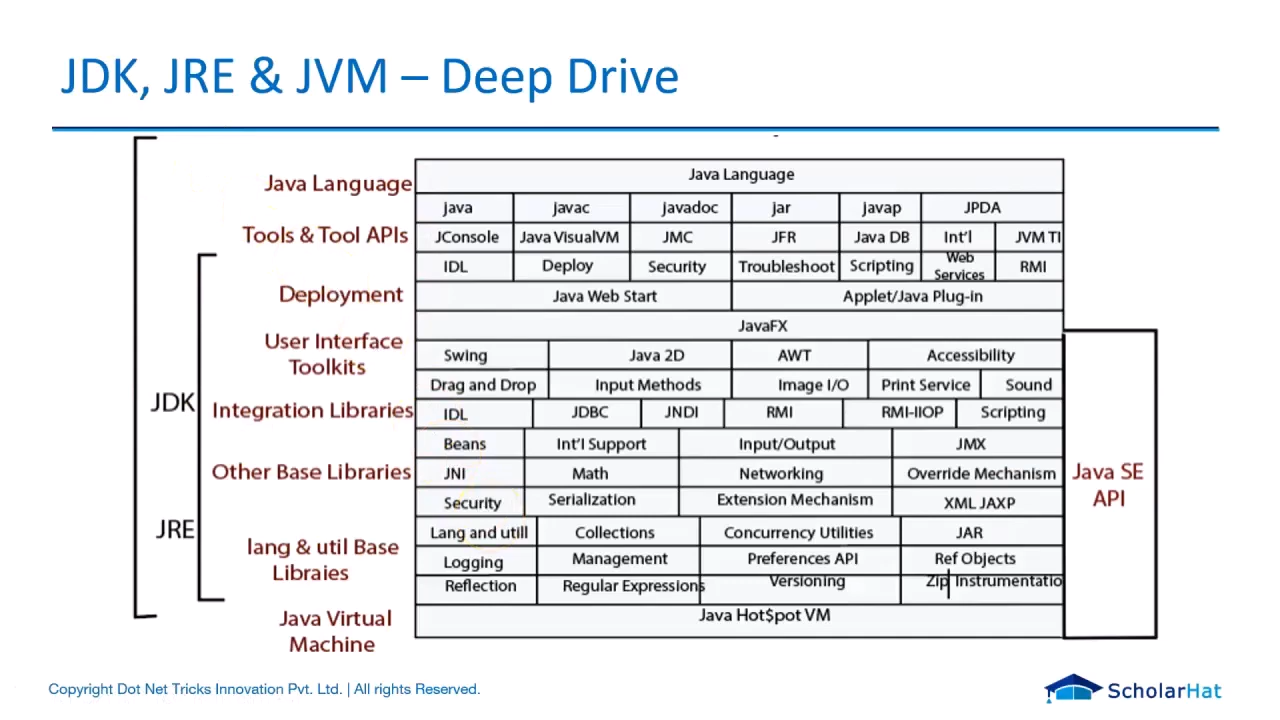 JDK, JRE & JVM – Deep Drive
Java Language
Java Language
java javac javadoc jar javap JPDA
Tools & Tool APIs
JConsole Java VisualVM JMC JFR Java DB Int'l JVM TI
IDL Deploy Security Troubleshoot Scripting Web Services RMI
Deployment
Java Web Start Applet/Java Plug-in
JavaFX
User Interface
Toolkits
Swing Java 2D AWT Accessibility
Drag and Drop Input Methods Image I/O Print Service Sound
JDK
Integration Libraries
IDL JDBC JNDI RMI RMI-IIOP Scripting
Beans Int'l Support Input/Output JMX
Other Base Libraries
JNI Math Networking Override Mechanism
Java SE
API
Security Serialization Extension Mechanism XML JAXP
JRE
Lang and utill Collections Concurrency Utilities JAR
lang & util Base
Libraies
Logging Management Preferences API Ref Objects
Reflection Regular Expressions Versioning Zip Instrumentatio
Java Virtual
Machine
Java Hot$pot VM
Copyright Dot Net Tricks Innovation Pvt. Ltd. | All rights Reserved.
ScholarHat